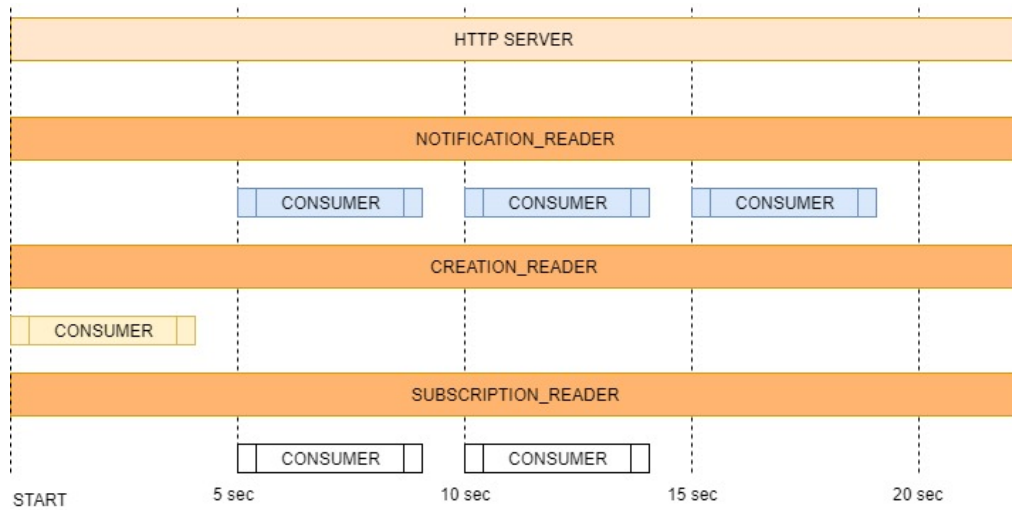 HTTP SERVER
NOTIFICATION_READER
CONSUMER CONSUMER CONSUMER
CREATION_READER
CONSUMER
SUBSCRIPTION_READER
CONSUMER CONSUMER
START 5 sec 10 sec 15 sec 20 sec